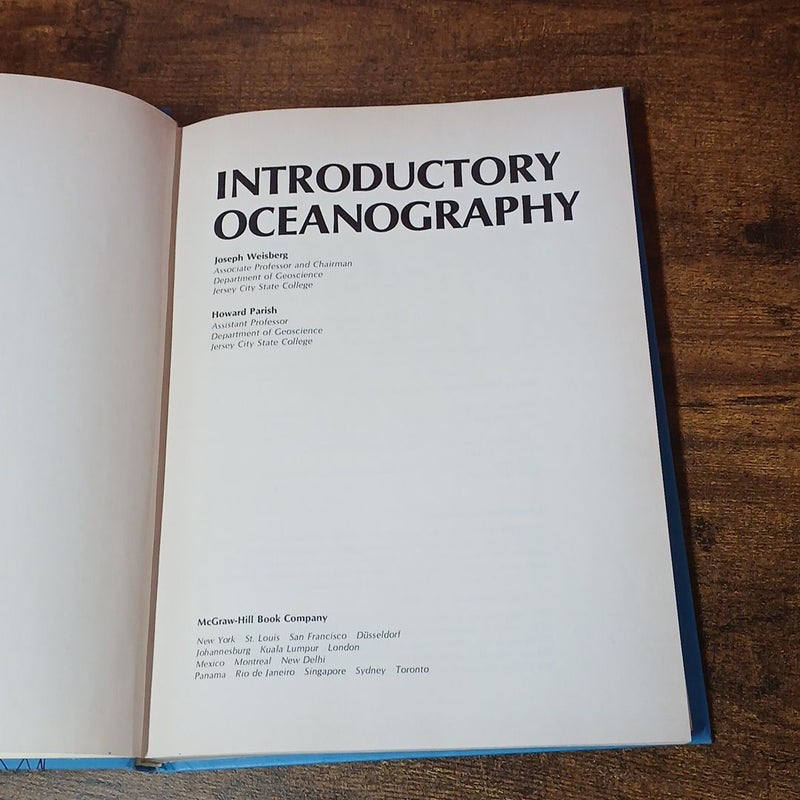 INTRODUCTORY
OCEANOGRAPHY
Joseph Weisberg
Associate Professor and Chairman
Department of Geoscience
Jersey City State College
Howard Parish
Assistant Professor
Department of Geoscience
Jersey City State College
McGraw-Hill Book Company
New York St. Louis San Francisco Düsseldorf
Johannesburg Kuala Lumpur London
Mexico Montreal New Delhi
Panama Rio de Janeiro Singapore Sydney Toronto